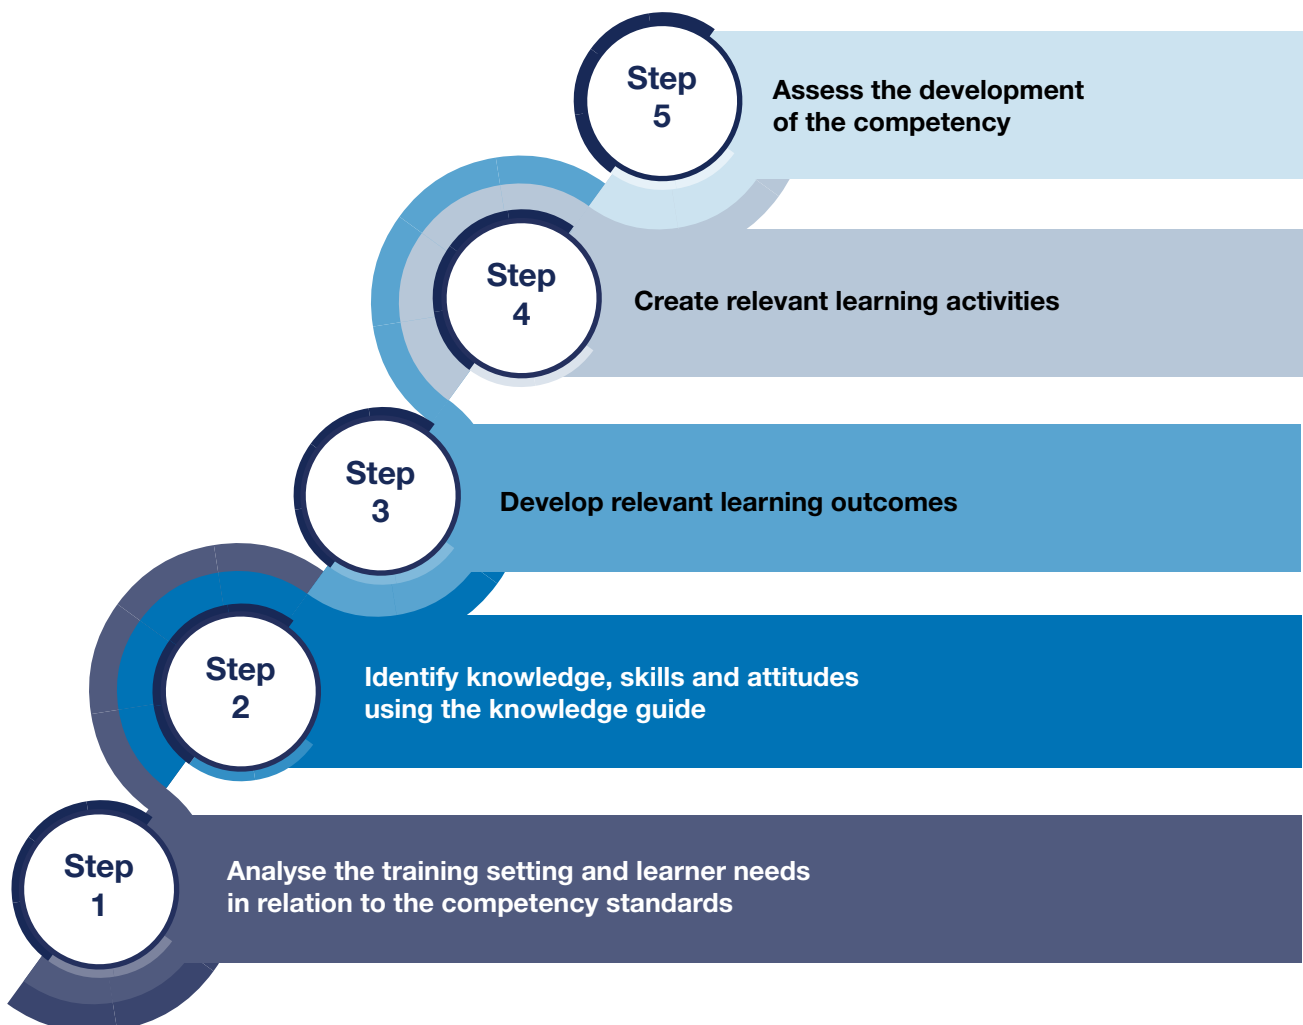 Step
5
Assess the development
of the competency
Step
4
Create relevant learning activities
Step
3
Develop relevant learning outcomes
Step
2
Identify knowledge, skills and attitudes
using the knowledge guide
Step
1
Analyse the training setting and learner needs
in relation to the competency standards